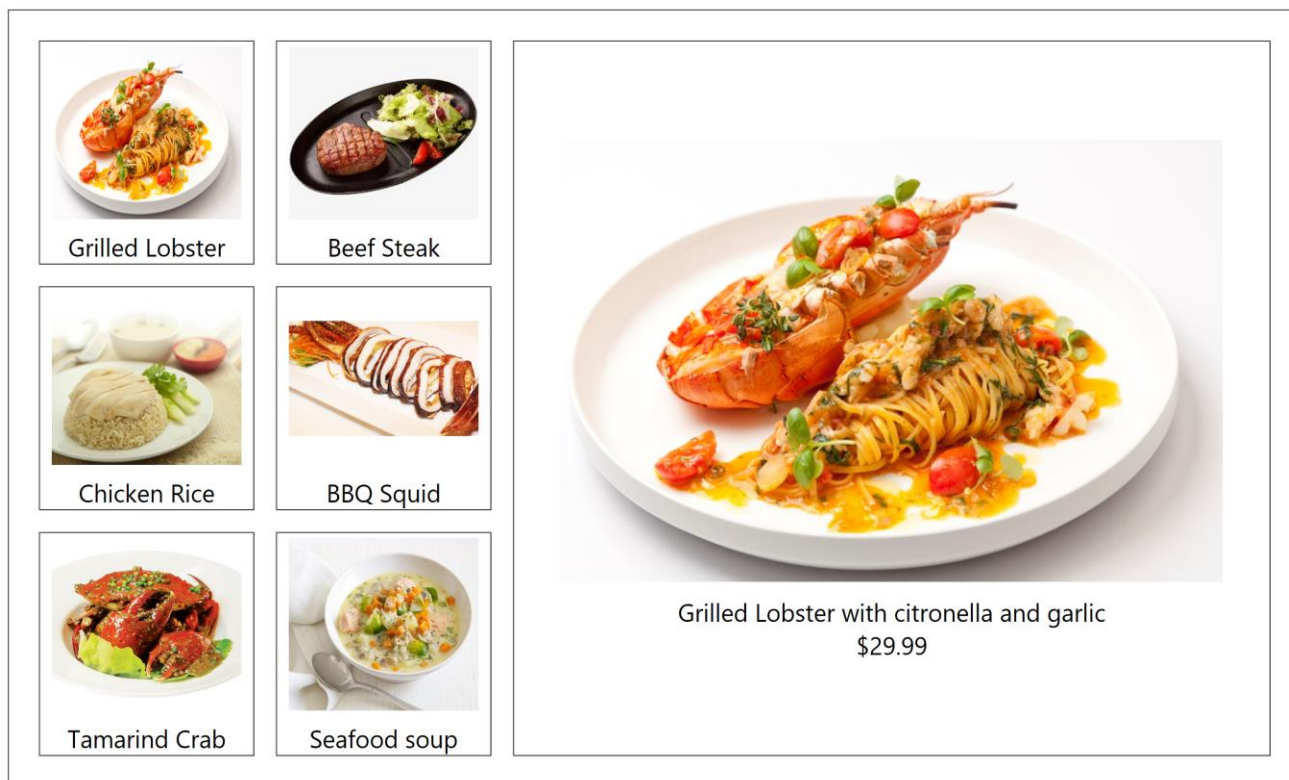 Grilled Lobster
Beef Steak
Chicken Rice
BBQ Squid
Tamarind Crab
Seafood soup
Grilled Lobster with citronella and garlic
$29.99